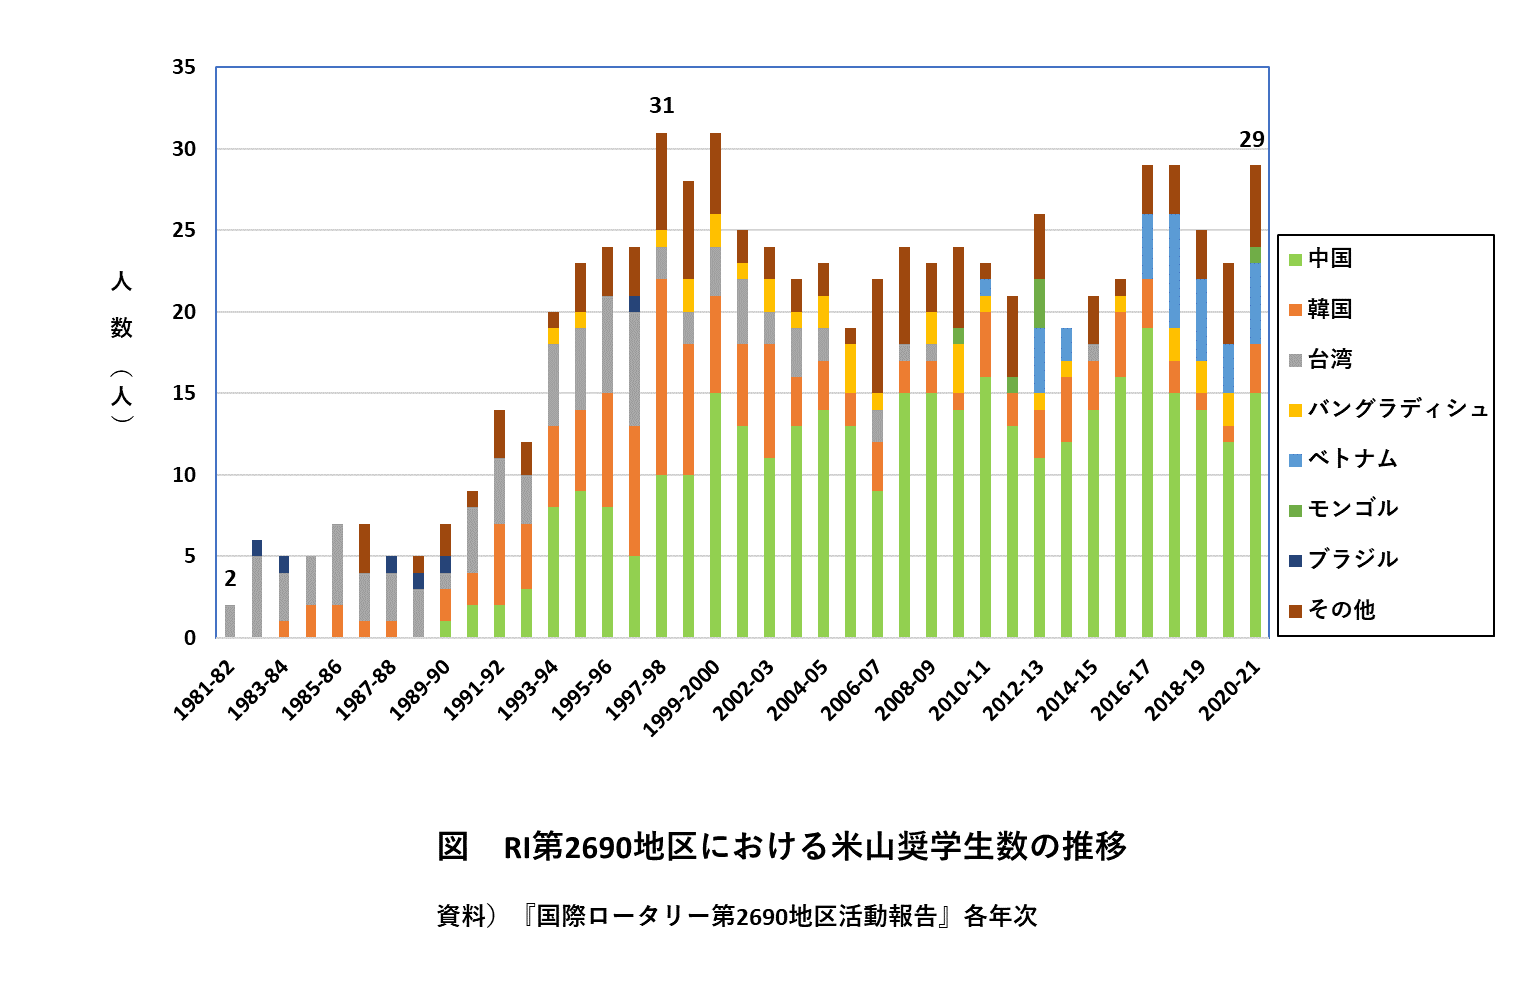 35
30
25
20
15
10
5
0
人数（人）
2
31
29
1981-82
1983-84
1985-86
1987-88
1989-90
1991-92
1993-94
1995-96
1997-98
1999-2000
2002-03
2004-05
2006-07
2008-09
2010-11
2012-13
2014-15
2016-17
2018-19
2020-21
中国
韓国
台湾
バングラディシュ
ベトナム
モンゴル
ブラジル
その他
図　RI第2690地区における米山奨学生数の推移
資料）『国際ロータリー第2690地区活動報告』各年次